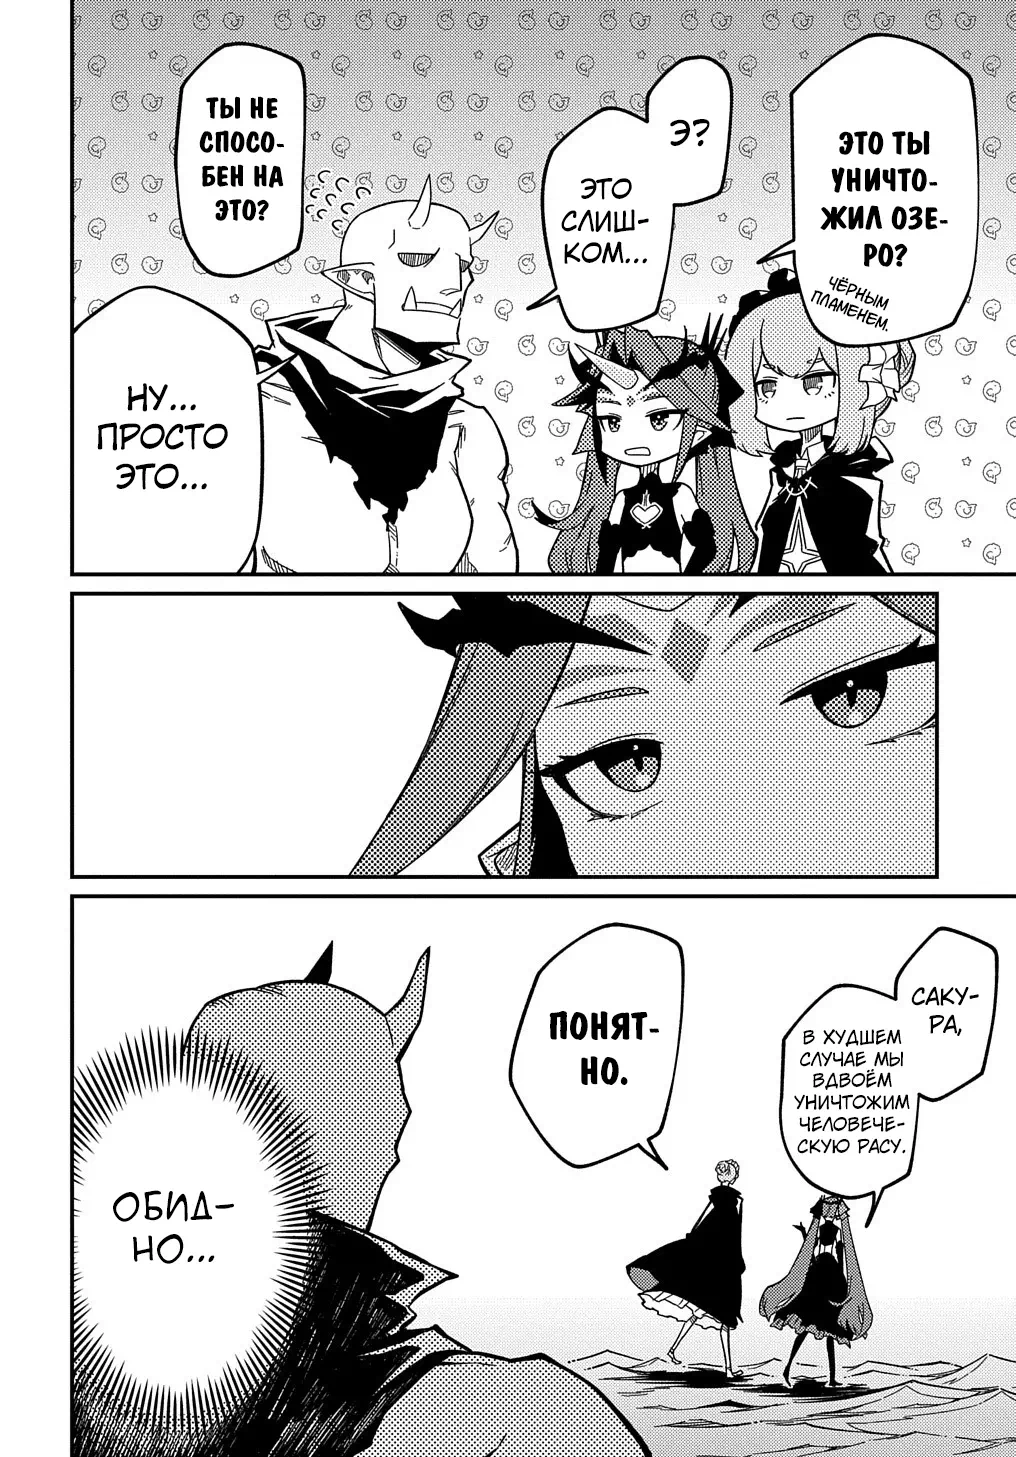 ЭТО ТЫ
УНИЧТО-
ЖИЛ ОЗЕ-
РО?
ЧЁРНЫМ
ПЛАМЕНЕМ.
Э?
ЭТО
СЛИШ-
КОМ...
ТЫ НЕ
СПОСО-
БЕН НА
ЭТО?
НУ...
ПРОСТО
ЭТО...
САКУ-
РА,
В ХУДШЕМ
СЛУЧАЕ МЫ
ВДВОЁМ
УНИЧТОЖИМ
ЧЕЛОВЕЧЕ-
СКУЮ РАСУ.
ПОНЯТ-
НО.
ОБИД-
НО...